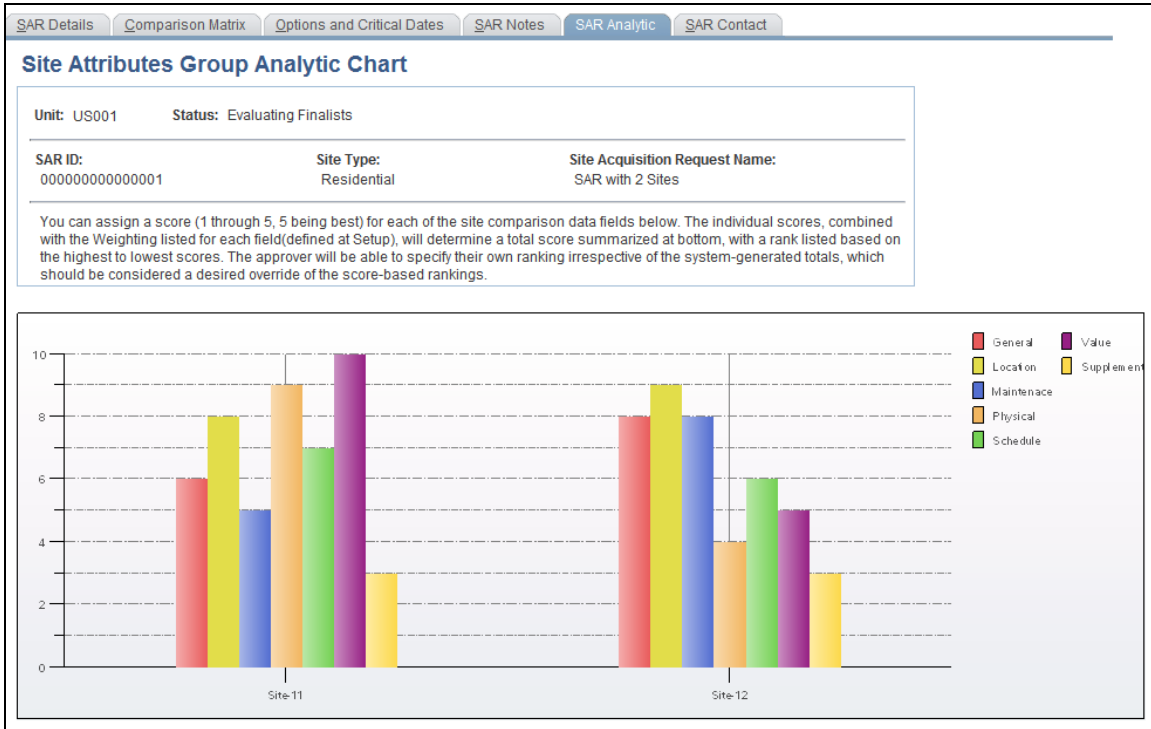 SAR Details Comparison Matrix Options and Critical Dates SAR Notes SAR Analytic SAR Contact
Site Attributes Group Analytic Chart
Unit: US001 Status: Evaluating Finalists
SAR ID: Site Type: Site Acquisition Request Name:
000000000000001 Residential SAR with 2 Sites
You can assign a score (1 through 5, 5 being best) for each of the site comparison data fields below. The individual scores, combined
with the Weighting listed for each field(defined at Setup), will determine a total score summarized at bottom, with a rank listed based on
the highest to lowest scores. The approver will be able to specify their own ranking irrespective of the system-generated totals, which
should be considered a desired override of the score-based rankings.
General Value
Location Supplement
Maintenace
Physical
Schedule
10
8
6
4
2
0
Site-11 Site-12